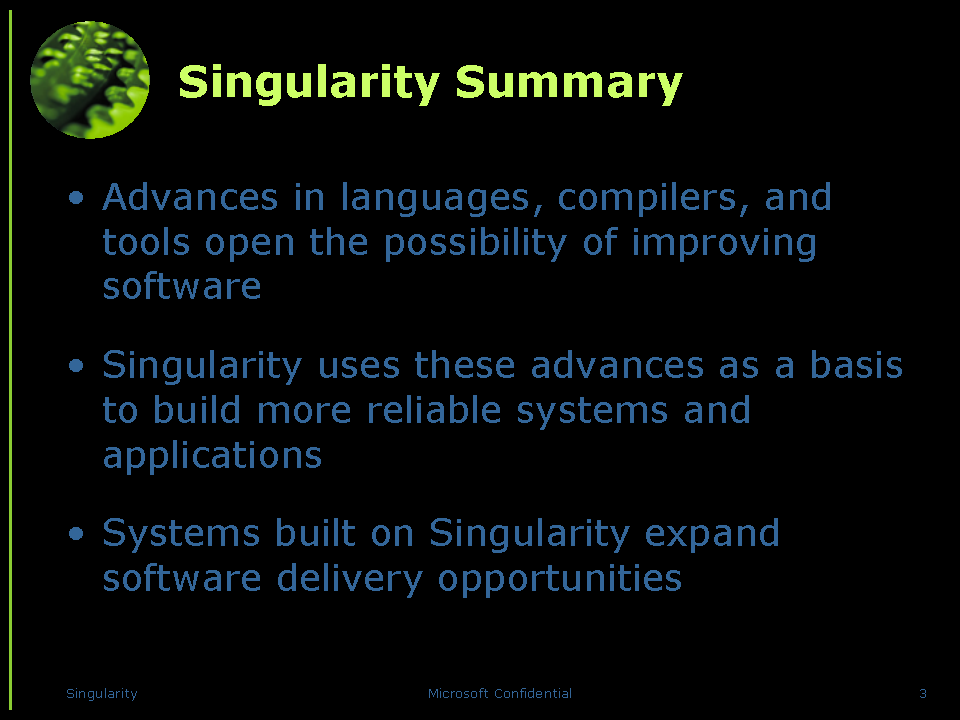 Singularity Summary
• Advances in languages, compilers, and
tools open the possibility of improving
software
• Singularity uses these advances as a basis
to build more reliable systems and
applications
• Systems built on Singularity expand
software delivery opportunities
Singularity
Microsoft Confidential
3